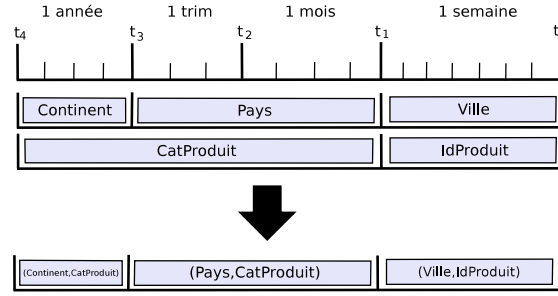 1 année 1 trim 1 mois 1 semaine
t4 t3 t2 t1 t
Continent Pays Ville
CatProduit IdProduit
(Continent,CatProduit) (Pays,CatProduit) (Ville,IdProduit)